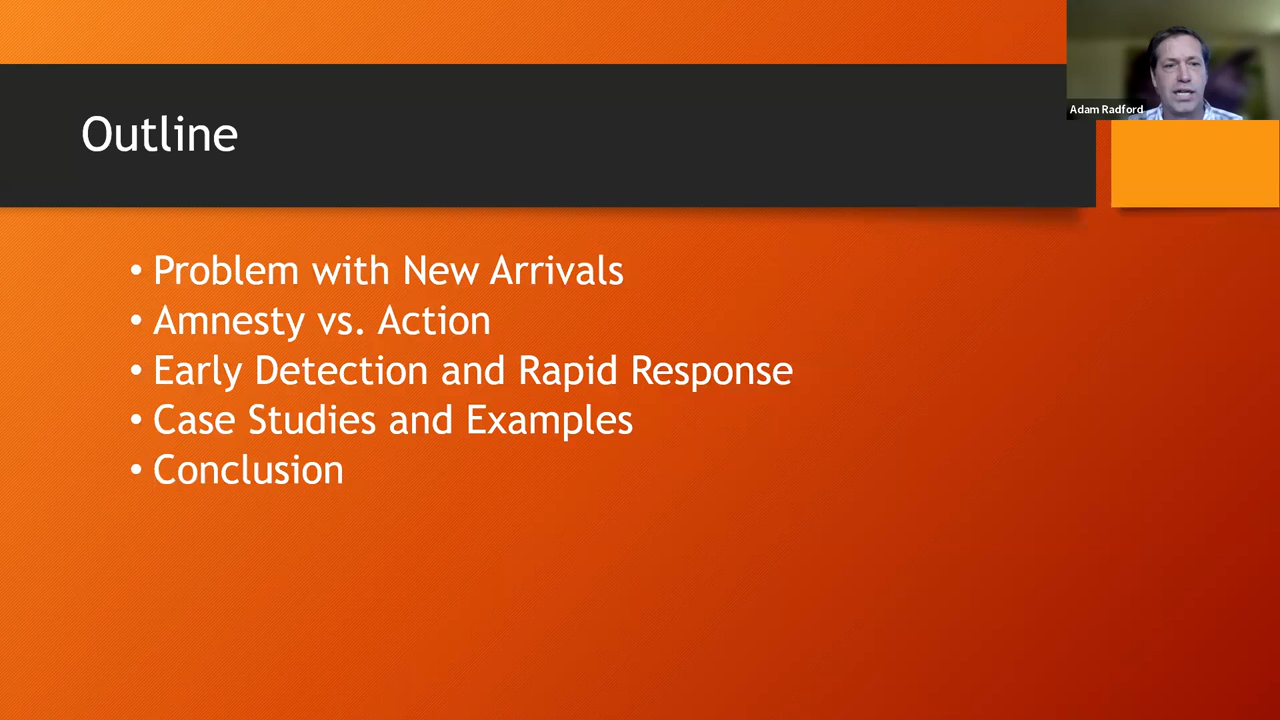 Adam Radford
Outline
• Problem with New Arrivals
• Amnesty vs. Action
• Early Detection and Rapid Response
• Case Studies and Examples
• Conclusion